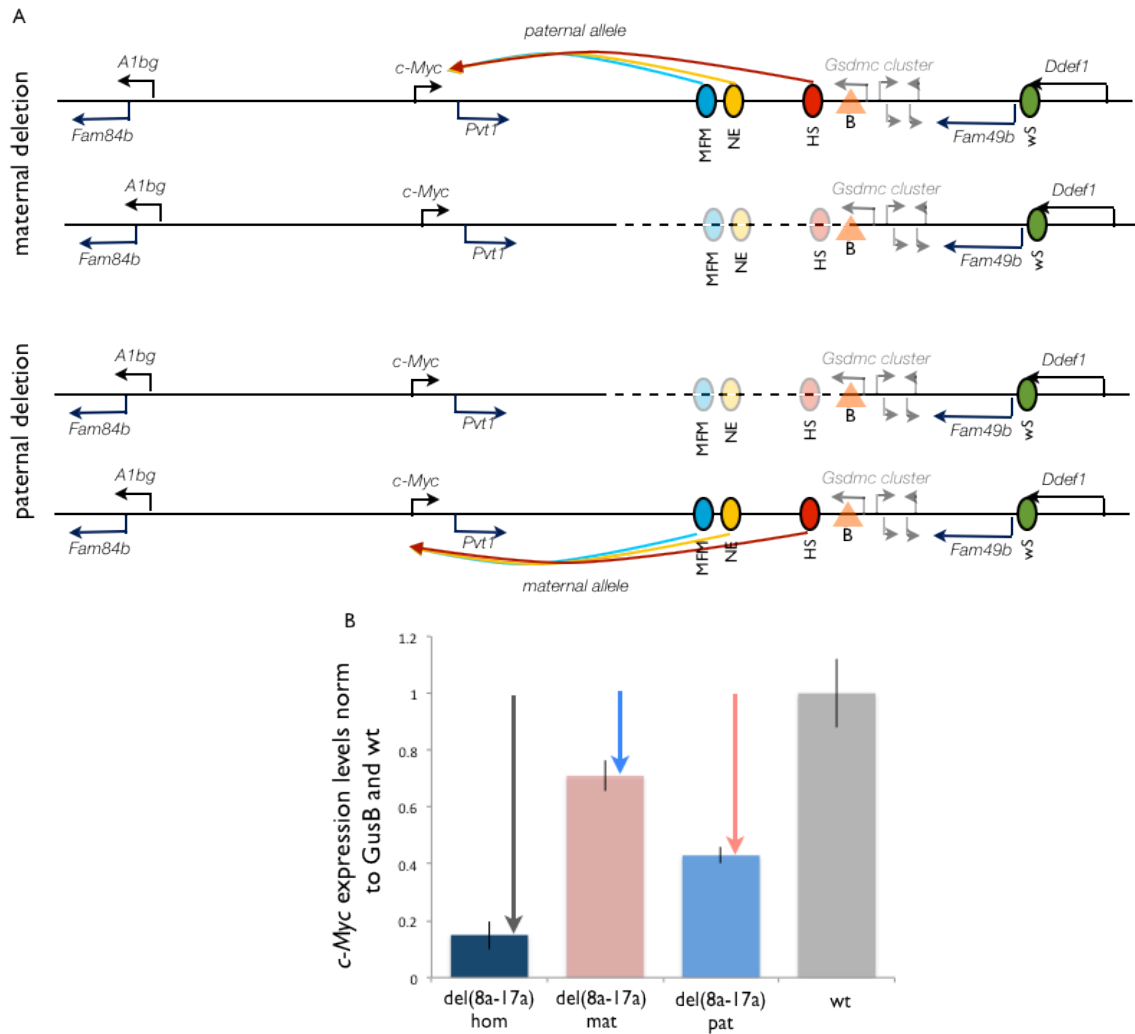 A
maternal deletion
paternal allele
A1bg
c-Myc
Gsdmc cluster
Ddef1
Fam84b
Pvt1
MFM
NE
HS
B
Fam49b
wS
A1bg
c-Myc
Gsdmc cluster
Ddef1
Fam84b
Pvt1
MFM
NE
HS
B
Fam49b
wS
paternal deletion
A1bg
c-Myc
Gsdmc cluster
Ddef1
Fam84b
Pvt1
MFM
NE
HS
B
Fam49b
wS
A1bg
c-Myc
Gsdmc cluster
Ddef1
Fam84b
Pvt1
MFM
NE
HS
B
Fam49b
wS
maternal allele
B
c-Myc expression levels norm
to GusB and wt
1.2
1
0.8
0.6
0.4
0.2
0
del(8a-17a)
hom
del(8a-17a)
mat
del(8a-17a)
pat
wt